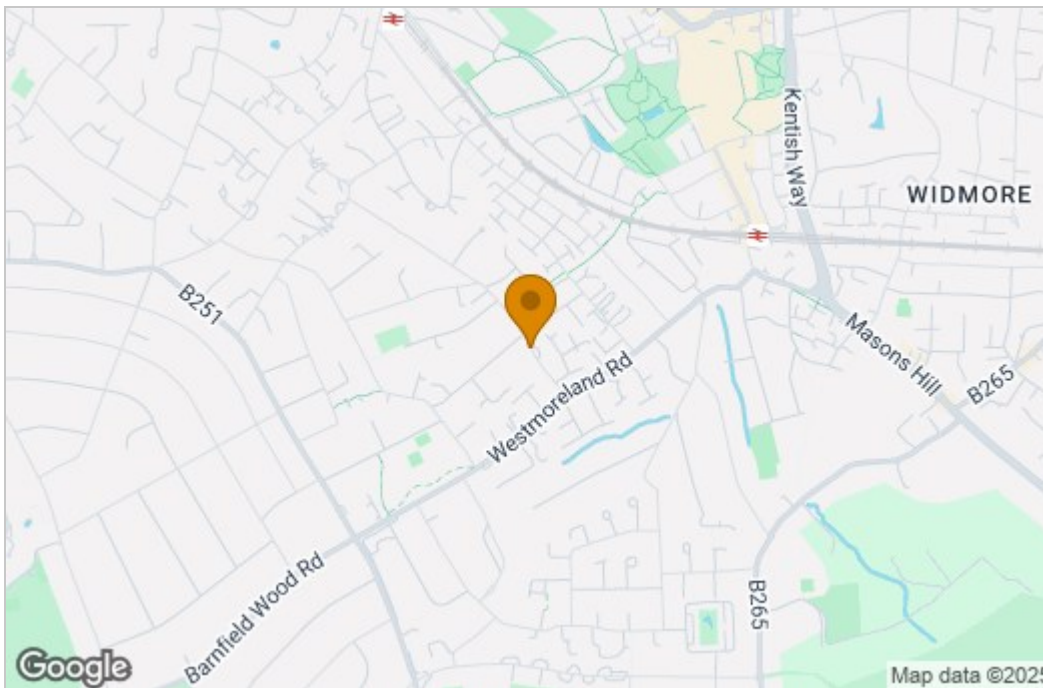 Kentish Way
WIDMORE
B251
Masons Hill
B265
Westmoreland Rd
Barnfield Wood Rd
B265
Google
Map data ©2025